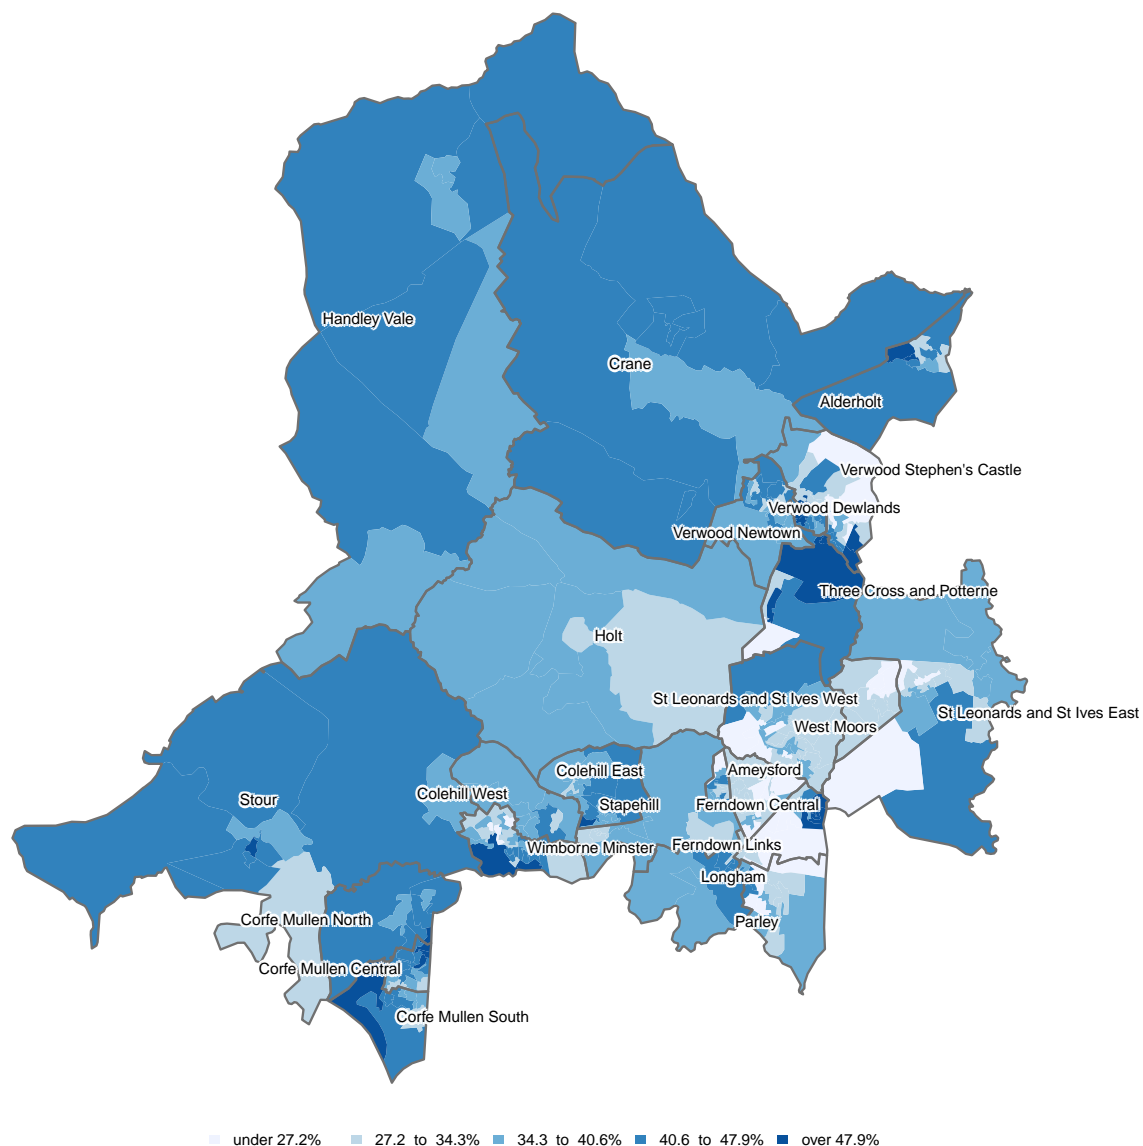 Handley Vale
Crane
Alderholt
Verwood Stephen's Castle
Verwood Dewlands
Verwood Newtown
Three Cross and Potterne
Holt
St Leonards and St Ives West
St Leonards and St Ives East
West Moors
Colehill East
Ameysford
Colehill West
Stour
Stapehill
Ferndown Central
Wimborne Minster
Ferndown Links
Longham
Corfe Mullen North
Parley
Corfe Mullen Central
Corfe Mullen South
under 27.2% 27.2 to 34.3% 34.3 to 40.6% 40.6 to 47.9% over 47.9%